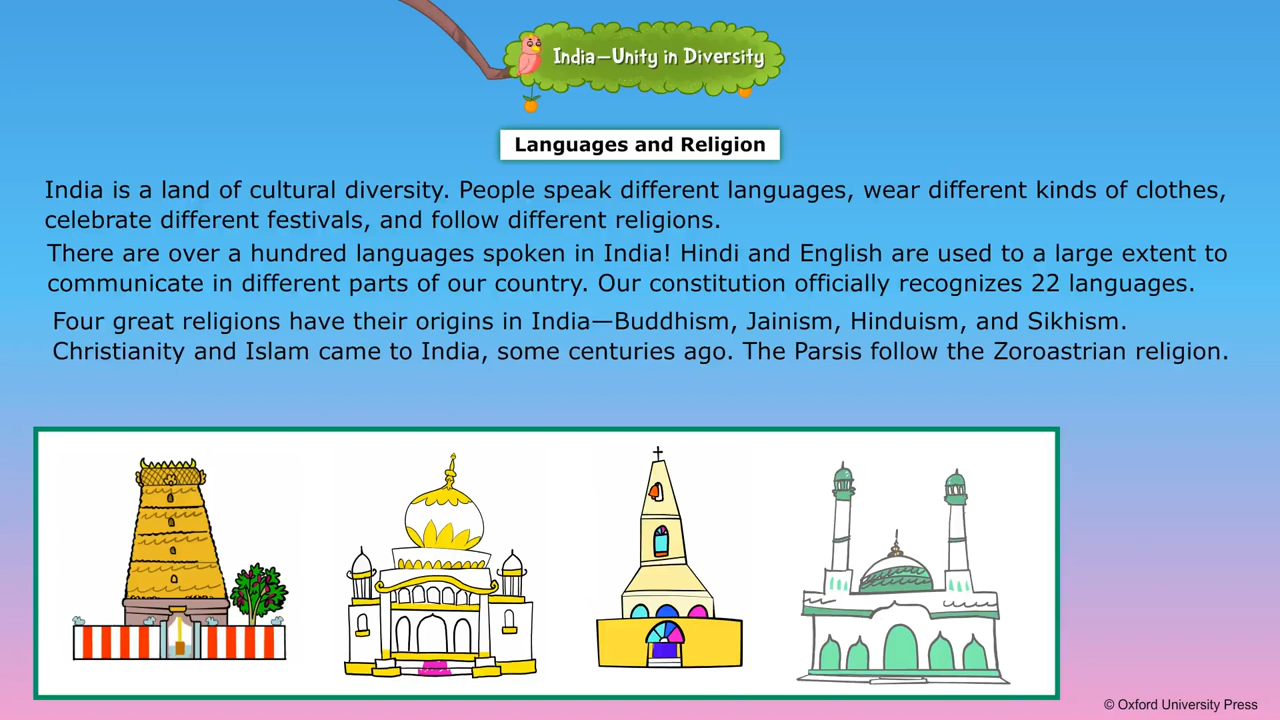 India—Unity in Diversity
Languages and Religion
India is a land of cultural diversity. People speak different languages, wear different kinds of clothes,
celebrate different festivals, and follow different religions.
There are over a hundred languages spoken in India! Hindi and English are used to a large extent to
communicate in different parts of our country. Our constitution officially recognizes 22 languages.
Four great religions have their origins in India—Buddhism, Jainism, Hinduism, and Sikhism.
Christianity and Islam came to India, some centuries ago. The Parsis follow the Zoroastrian religion.
© Oxford University Press